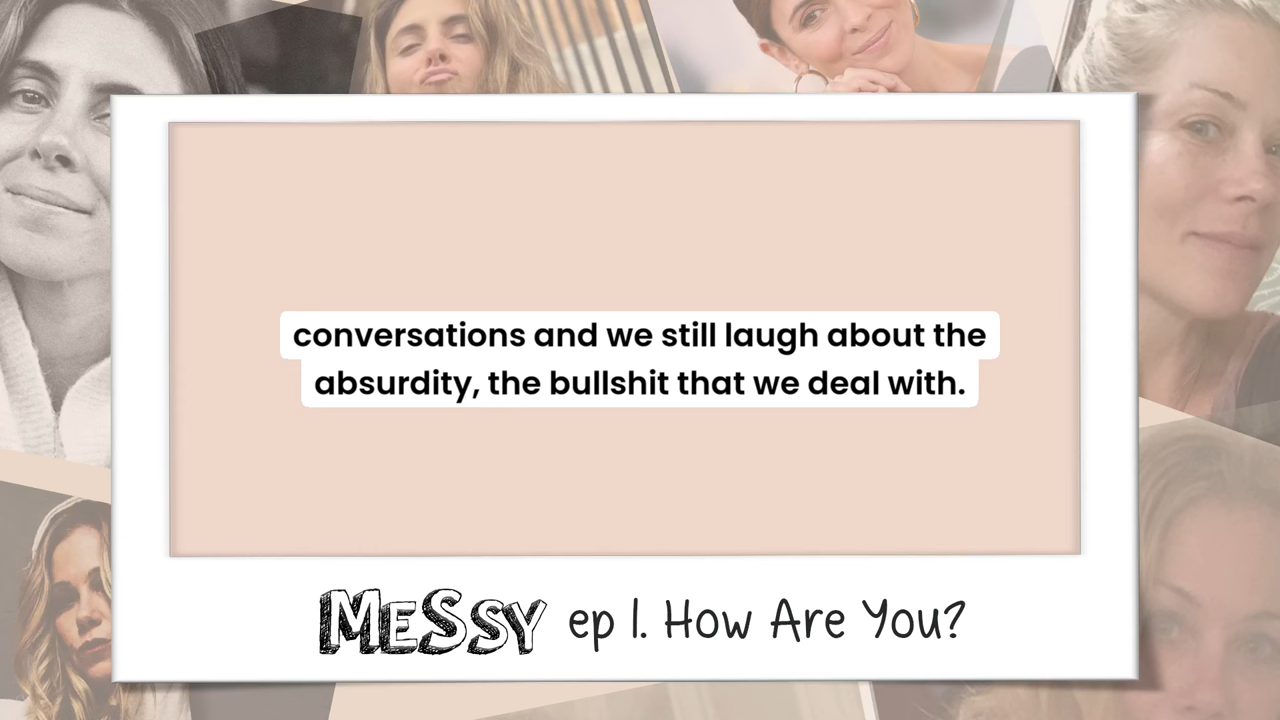 conversations and we still laugh about the
absurdity, the bullshit that we deal with.
MeSSY ep 1. How Are You?